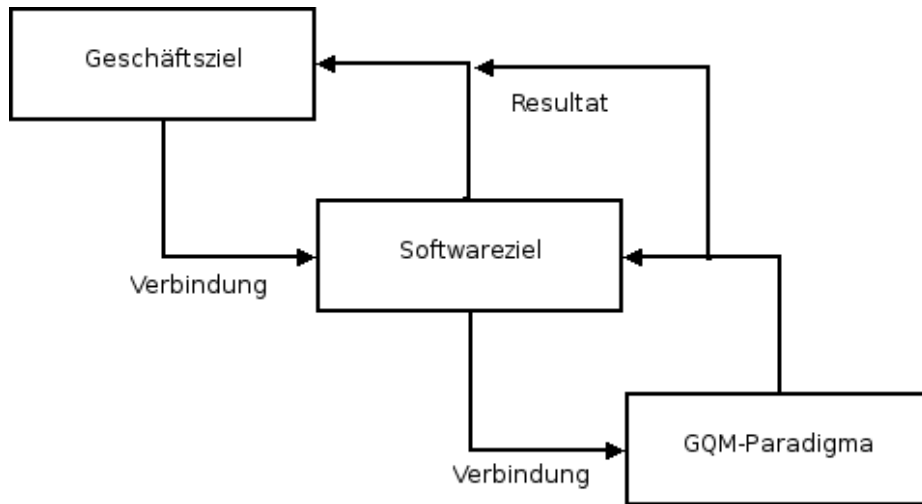 Geschäftsziel
Resultat
Softwareziel
Verbindung
GQM-Paradigma
Verbindung